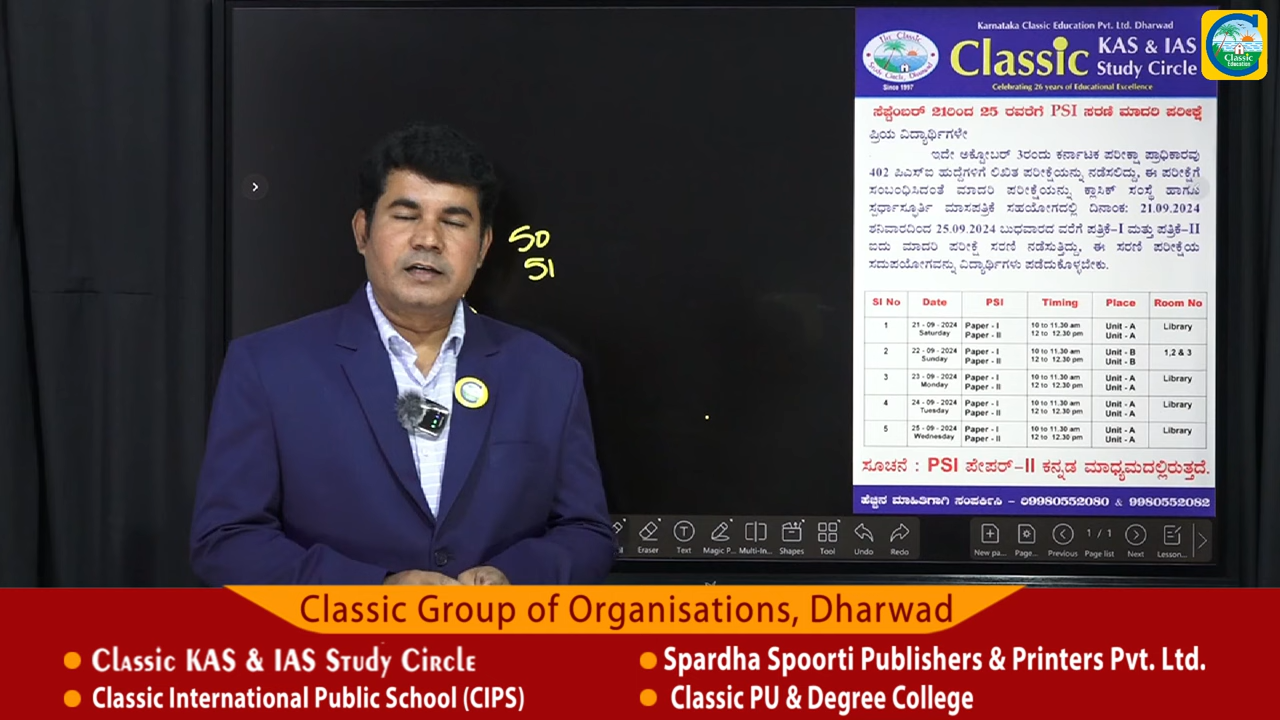 Karnataka Classic Education Pvt. Ltd. Dharwad
The Classic
Study Circle, Dharwad
Since 1997
Classic KAS & IAS
Study Circle
Celebrating 26 years of Educational Excellence
Classic
Education
ಸೆಪ್ಟೆಂಬರ್ 21ರಿಂದ 25 ರವರೆಗೆ PSI ಸರಣಿ ಮಾದರಿ ಪರೀಕ್ಷೆ
ಪ್ರಿಯ ವಿದ್ಯಾರ್ಥಿಗಳೇ
ಇದೇ ಅಕ್ಟೋಬರ್ 3ರಂದು ಕರ್ನಾಟಕ ಪರೀಕ್ಷಾ ಪ್ರಾಧಿಕಾರವು
402 ಪಿಎಸ್‌ಐ ಹುದ್ದೆಗಳಿಗೆ ಲಿಖಿತ ಪರೀಕ್ಷೆಯನ್ನು ನಡೆಸಲಿದ್ದು, ಈ ಪರೀಕ್ಷೆಗೆ
ಸಂಬಂಧಿಸಿದಂತೆ ಮಾದರಿ ಪರೀಕ್ಷೆಯನ್ನು ಕ್ಲಾಸಿಕ್ ಸಂಸ್ಥೆ ಹಾಗೂ
ಸ್ಪರ್ಧಾಸ್ಫೂರ್ತಿ ಮಾಸಪತ್ರಿಕೆ ಸಹಯೋಗದಲ್ಲಿ ದಿನಾಂಕ: 21.09.2024
ಶನಿವಾರದಿಂದ 25.09.2024 ಬುಧವಾರದ ವರೆಗೆ ಪತ್ರಿಕೆ-I ಮತ್ತು ಪತ್ರಿಕೆ-II
ಐದು ಮಾದರಿ ಪರೀಕ್ಷೆ ಸರಣಿ ನಡೆಸುತ್ತಿದ್ದು, ಈ ಸರಣಿ ಪರೀಕ್ಷೆಯ
ಸದುಪಯೋಗವನ್ನು ವಿದ್ಯಾರ್ಥಿಗಳು ಪಡೆದುಕೊಳ್ಳಬೇಕು.
Sl No Date PSI Timing Place Room No
1 21 - 09 - 2024 Paper - I 10 to 11.30 am Unit - A Library
Saturday Paper - II 12 to 12.30 pm Unit - A
2 22 - 09 - 2024 Paper - I 10 to 11.30 am Unit - B 1,2 & 3
Sunday Paper - II 12 to 12.30 pm Unit - B
3 23 - 09 - 2024 Paper - I 10 to 11.30 am Unit - A Library
Monday Paper - II 12 to 12.30 pm Unit - A
4 24 - 09 - 2024 Paper - I 10 to 11.30 am Unit - A Library
Tuesday Paper - II 12 to 12.30 pm Unit - A
5 25 - 09 - 2024 Paper - I 10 to 11.30 am Unit - A Library
Wednesday Paper - II 12 to 12.30 pm Unit - A
ಸೂಚನೆ : PSI ಪೇಪರ್-II ಕನ್ನಡ ಮಾಧ್ಯಮದಲ್ಲಿರುತ್ತದೆ.
ಹೆಚ್ಚಿನ ಮಾಹಿತಿಗಾಗಿ ಸಂಪರ್ಕಿಸಿ - 09980552080 & 9980552082
50
51
Eraser Text Magic P... Multi-In... Shapes Tool Undo Redo
New pa... Page... Previous 1 / 1 Page list Next Lesson...
Classic Group of Organisations, Dharwad
Classic KAS & IAS Study Circle
Spardha Spoorti Publishers & Printers Pvt. Ltd.
Classic International Public School (CIPS)
Classic PU & Degree College